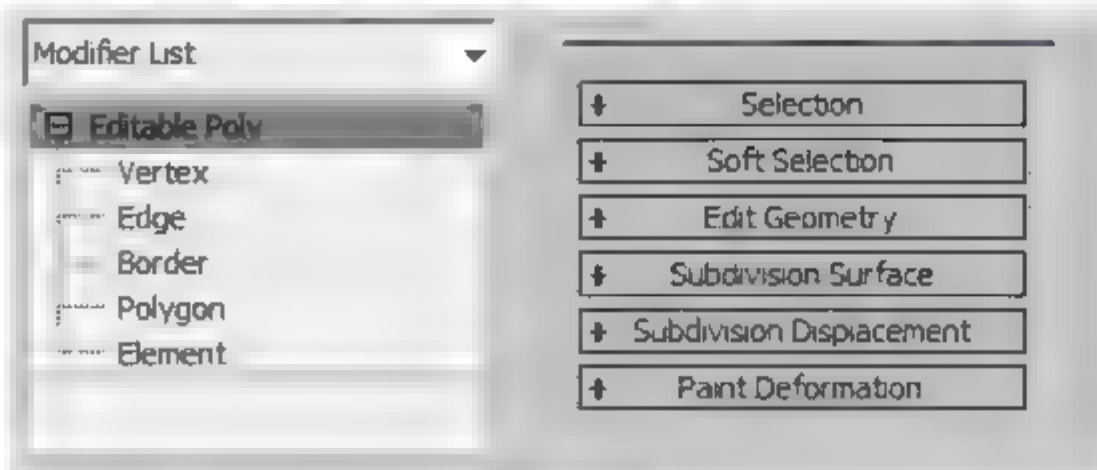 Modifier List
Editable Poly
Vertex
Edge
Border
Polygon
Element
Selection
Soft Selection
Edit Geometry
Subdivision Surface
Subdivision Displacement
Paint Deformation